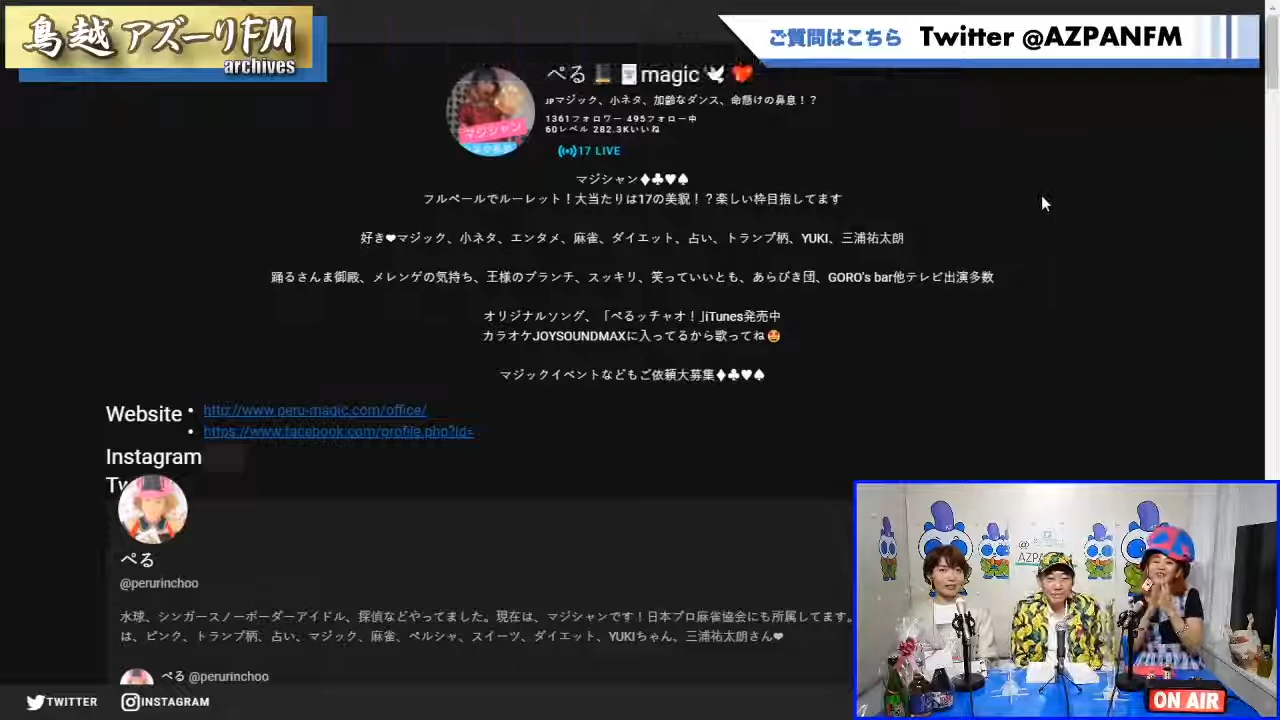 鳥越 アズーリFM
archives
ご質問はこちら Twitter @AZPANFM
ぺる🎩🃏magic🕊❤️
JPマジック、小ネタ、加齢なダンス、命懸けの鼻息！？
1361フォロワー 495フォロー中
60レベル 282.3Kいいね
17 LIVE
マジシャン
マジシャン♦♣♥♠
フルペールでルーレット！大当たりは17の美貌！？楽しい枠目指してます
好き❤マジック、小ネタ、エンタメ、麻雀、ダイエット、占い、トランプ柄、YUKI、三浦祐太朗
踊るさんま御殿、メレンゲの気持ち、王様のブランチ、スッキリ、笑っていいとも、あらびき団、GORO's bar他テレビ出演多数
オリジナルソング、「ぺるッチャオ！」iTunes発売中
カラオケJOYSOUNDMAXに入ってるから歌ってね🤩
マジックイベントなどもご依頼大募集♦♣♥♠
Website
• http://www.peru-magic.com/office/
• https://www.facebook.com/profile.php?id=
Instagram
Tw
ぺる
@perurinchoo
水球、シンガースノーボーダーアイドル、探偵などやってました。現在は、マジシャンです！日本プロ麻雀協会にも所属してます。
は、ピンク、トランプ柄、占い、マジック、麻雀、ペルシャ、スイーツ、ダイエット、YUKIちゃん、三浦祐太朗さん❤
ぺる @perurinchoo
TWITTER
INSTAGRAM
@
AZPA
ON AIR